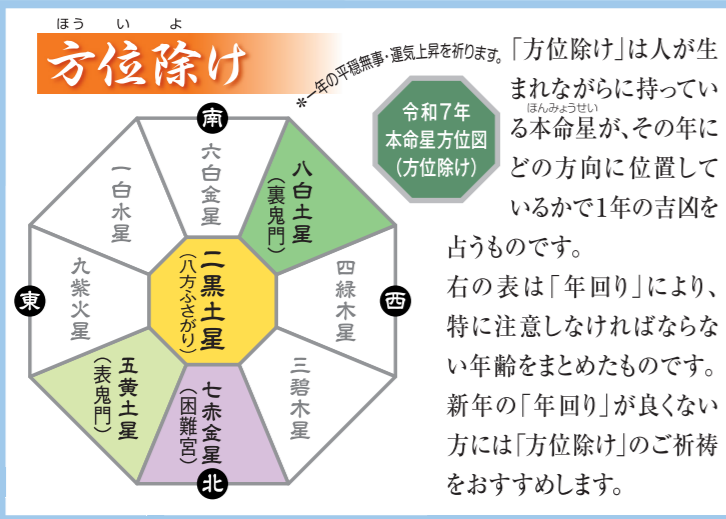 ほういよ
方位除け
*一年の平穏無事・運気上昇を祈ります。
令和7年
本命星方位図
（方位除け）
「方位除け」は人が生
まれながらに持ってい
ほんみょうせい
る本命星が、その年に
どの方向に位置して
いるかで1年の吉凶を
占うものです。
右の表は「年回り」により、
特に注意しなければならな
い年齢をまとめたものです。
新年の「年回り」が良くない
方には「方位除け」のご祈祷
をおすすめします。
南
六白金星
八白土星
（裏鬼門）
一白水星
四緑木星
西
東
九紫火星
二黒土星
（八方ふさがり）
三碧木星
五黄土星
（表鬼門）
七赤金星
（困難宮）
北